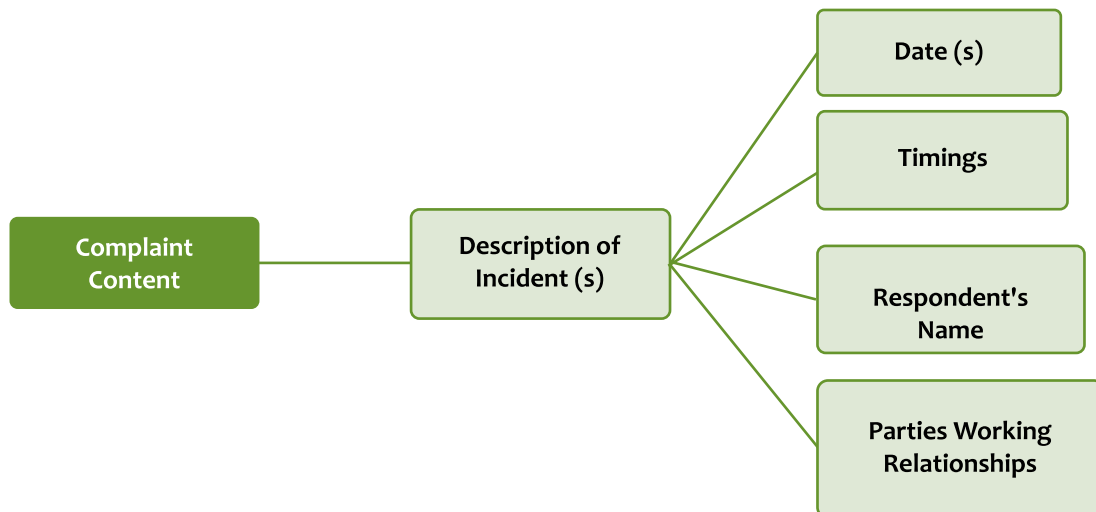 Complaint
Content
Description of
Incident (s)
Date (s)
Timings
Respondent's
Name
Parties Working
Relationships